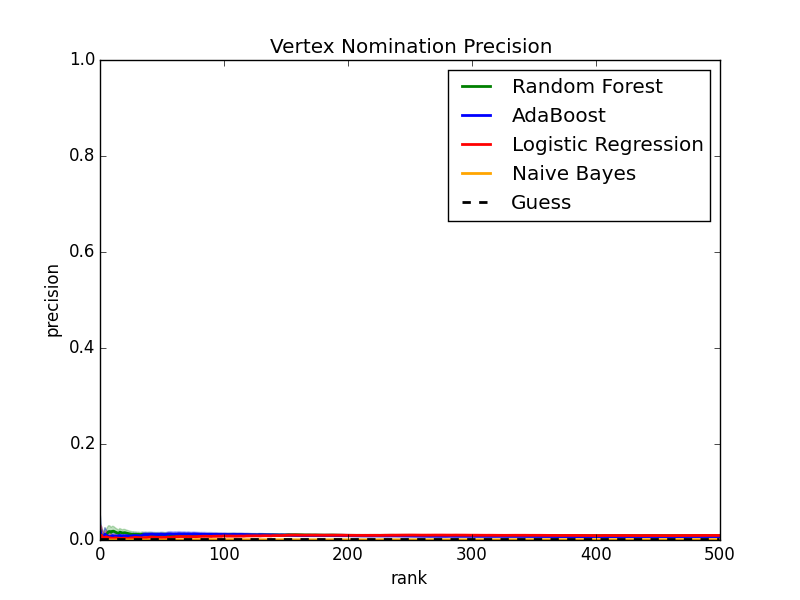 Vertex Nomination Precision
1.0
0.8
0.6
0.4
0.2
0.0
precision
Random Forest
AdaBoost
Logistic Regression
Naive Bayes
Guess
0 100 200 300 400 500
rank